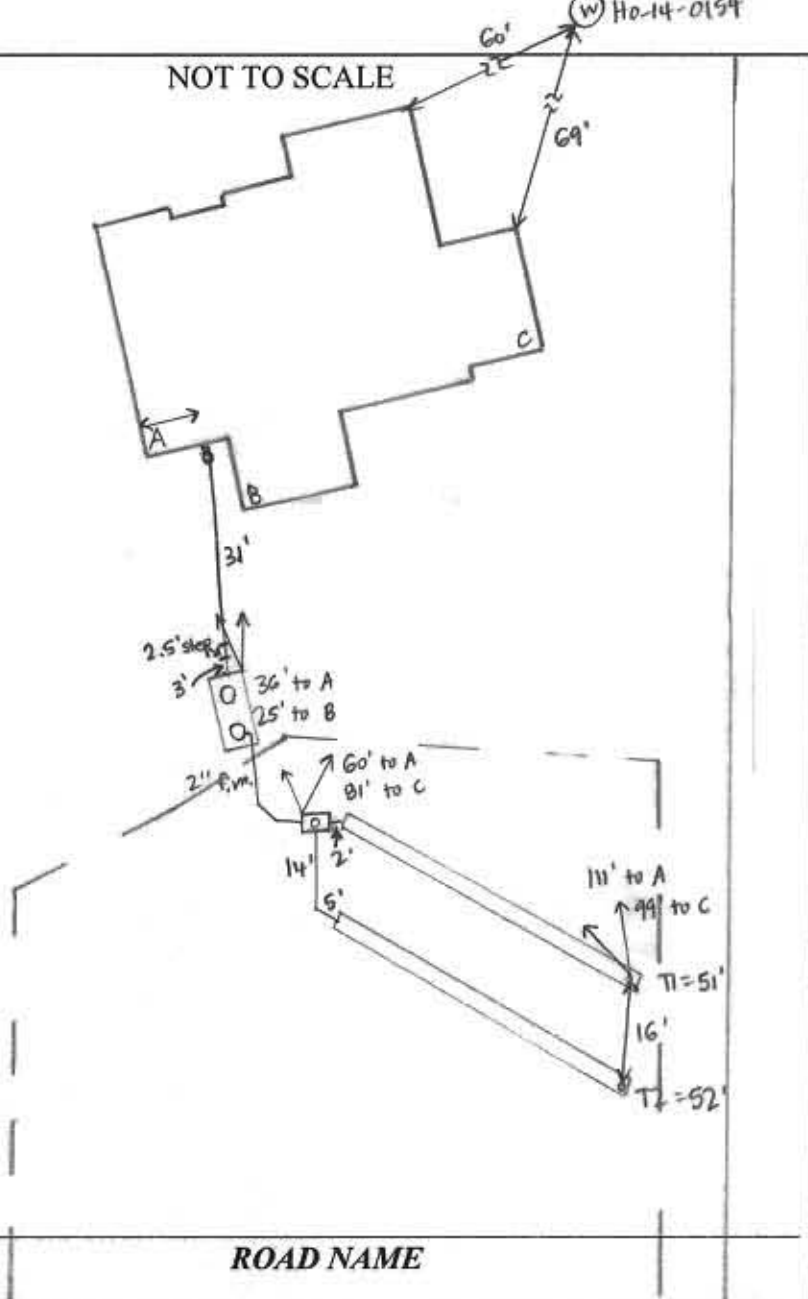 W HO-14-0159
60'
NOT TO SCALE
69'
C
A
B
31'
2.5' step
3'
36' to A
25' to B
2" f.m.
60' to A
81' to C
14'
2'
5'
111' to A
99' to C
T1=51'
16'
T2=52'
ROAD NAME